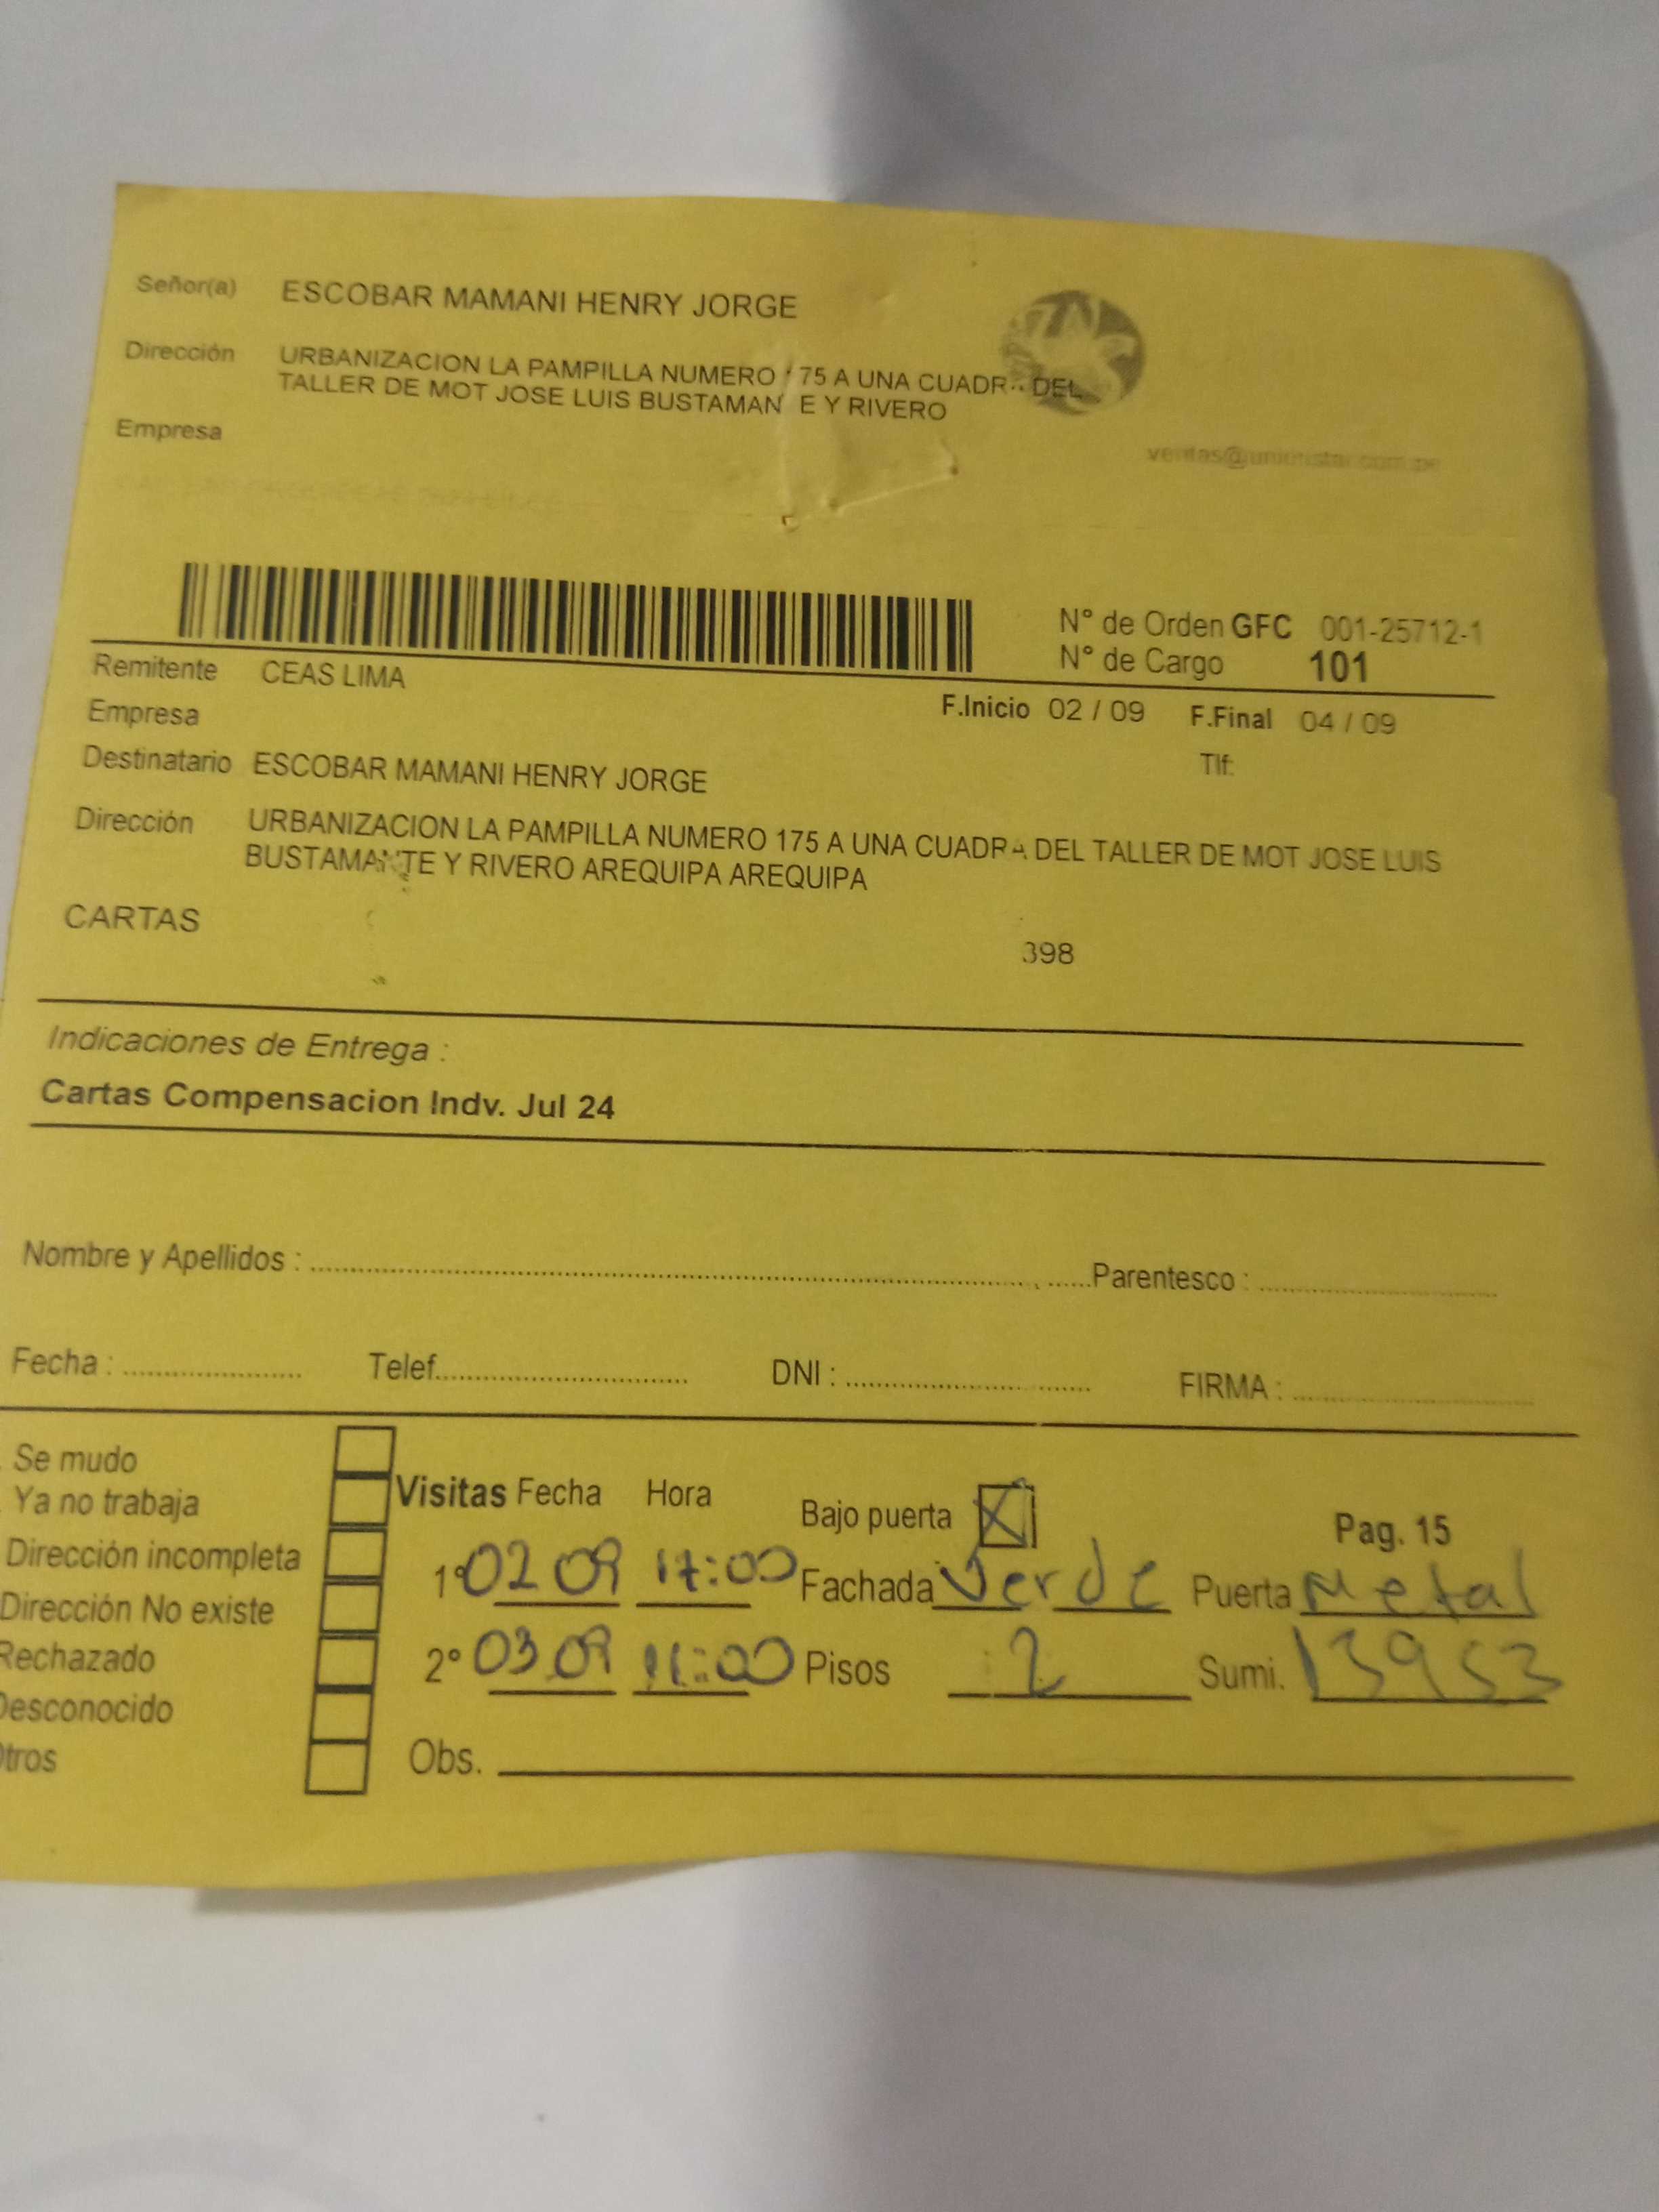 Señor(a) ESCOBAR MAMANI HENRY JORGE
Dirección URBANIZACION LA PAMPILLA NUMERO 175 A UNA CUADRA DEL
TALLER DE MOT JOSE LUIS BUSTAMAN E Y RIVERO
Empresa
ventas@unionstar.com.pe
N° de Orden GFC 001-25712-1
N° de Cargo 101
Remitente CEAS LIMA
Empresa
F.Inicio 02 / 09 F.Final 04 / 09
Destinatario ESCOBAR MAMANI HENRY JORGE Tlf:
Dirección URBANIZACION LA PAMPILLA NUMERO 175 A UNA CUADRA DEL TALLER DE MOT JOSE LUIS
BUSTAMANTE Y RIVERO AREQUIPA AREQUIPA
CARTAS
398
Indicaciones de Entrega :
Cartas Compensacion Indv. Jul 24
Nombre y Apellidos : Parentesco :
Fecha : Telef. DNI : FIRMA :
Se mudo
Ya no trabaja
Dirección incompleta
Dirección No existe
Rechazado
Desconocido
Otros
Visitas Fecha Hora Bajo puerta X Pag. 15
1° 02 09 17:00 Fachada Verde Puerta Metal
2° 03 09 11:00 Pisos 2 Sumi. 13953
Obs.